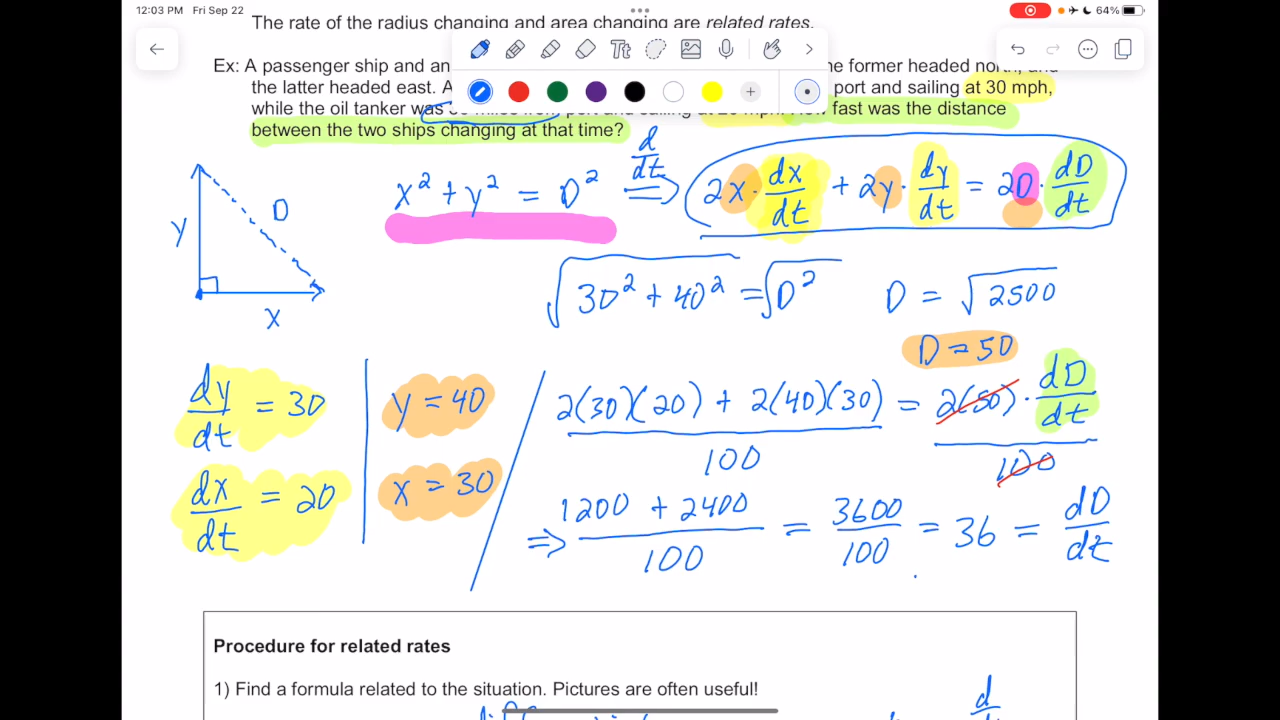 12:03 PM Fri Sep 22
64%
The rate of the radius changing and area changing are related rates.
Ex: A passenger ship and an he former headed north, and
the latter headed east. A port and sailing at 30 mph,
while the oil tanker was fast was the distance
between the two ships changing at that time?
x² + y² = D² d/dt ⟹ 2x · dx/dt + 2y · dy/dt = 2D · dD/dt
y D x
√(30² + 40²) = √(D²) D = √2500
D = 50
dy/dt = 30 y = 40 2(30)(20) + 2(40)(30) / 100 = 2(50) · dD/dt / 100
dx/dt = 20 x = 30
⟹ 1200 + 2400 / 100 = 3600/100 = 36 = dD/dt
Procedure for related rates
1) Find a formula related to the situation. Pictures are often useful!